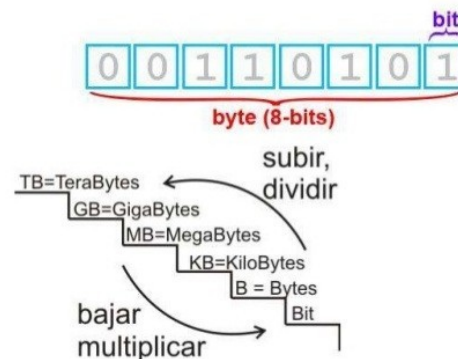 bit
0 0 1 1 0 1 0 1
byte (8-bits)
subir,
dividir
TB=TeraBytes
GB=GigaBytes
MB=MegaBytes
KB=KiloBytes
B = Bytes
Bit
bajar
multiplicar